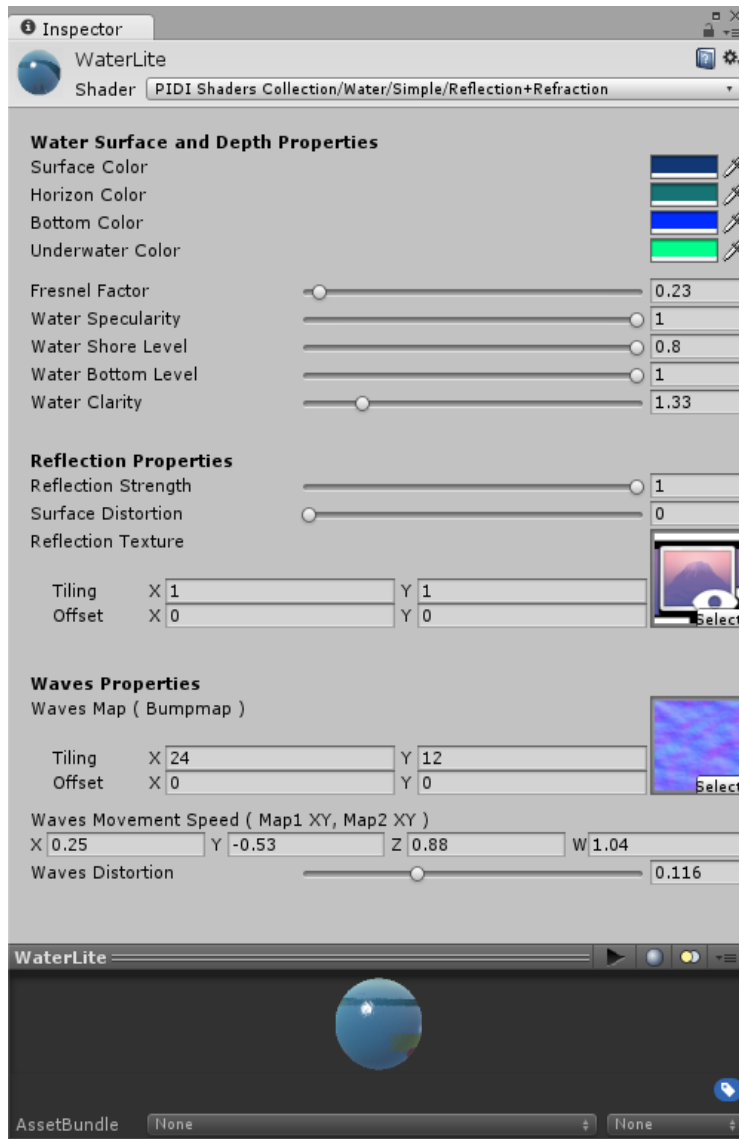 Inspector
WaterLite
Shader PIDI Shaders Collection/Water/Simple/Reflection+Refraction
Water Surface and Depth Properties
Surface Color
Horizon Color
Bottom Color
Underwater Color
Fresnel Factor 0.23
Water Specularity 1
Water Shore Level 0.8
Water Bottom Level 1
Water Clarity 1.33
Reflection Properties
Reflection Strength 1
Surface Distortion 0
Reflection Texture
Tiling X 1 Y 1
Offset X 0 Y 0
Select
Waves Properties
Waves Map ( Bumpmap )
Tiling X 24 Y 12
Offset X 0 Y 0
Select
Waves Movement Speed ( Map1 XY, Map2 XY )
X 0.25 Y -0.53 Z 0.88 W 1.04
Waves Distortion 0.116
WaterLite
AssetBundle None None